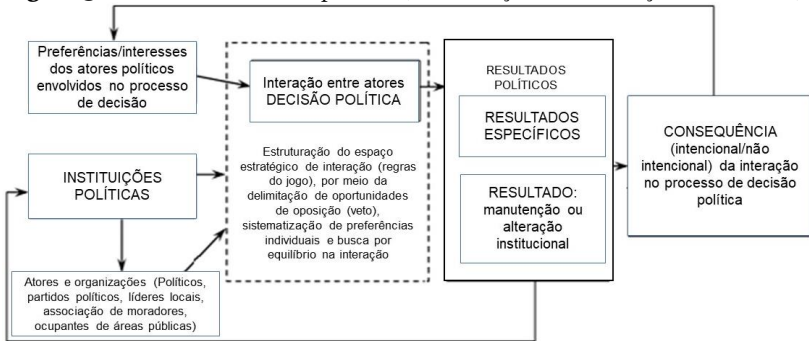 Preferências/interesses
dos atores políticos
envolvidos no processo
de decisão
Interação entre atores
DECISÃO POLÍTICA
Estruturação do espaço
estratégico de interação (regras
do jogo), por meio da
delimitação de oportunidades
de oposição (veto),
sistematização de preferências
individuais e busca por
equilíbrio na interação
INSTITUIÇÕES
POLÍTICAS
Atores e organizações (Políticos,
partidos políticos, líderes locais,
associação de moradores,
ocupantes de áreas públicas)
RESULTADOS
POLÍTICOS
RESULTADOS
ESPECÍFICOS
RESULTADO:
manutenção ou
alteração
institucional
CONSEQUÊNCIA
(intencional/não
intencional) da interação
no processo de decisão
política